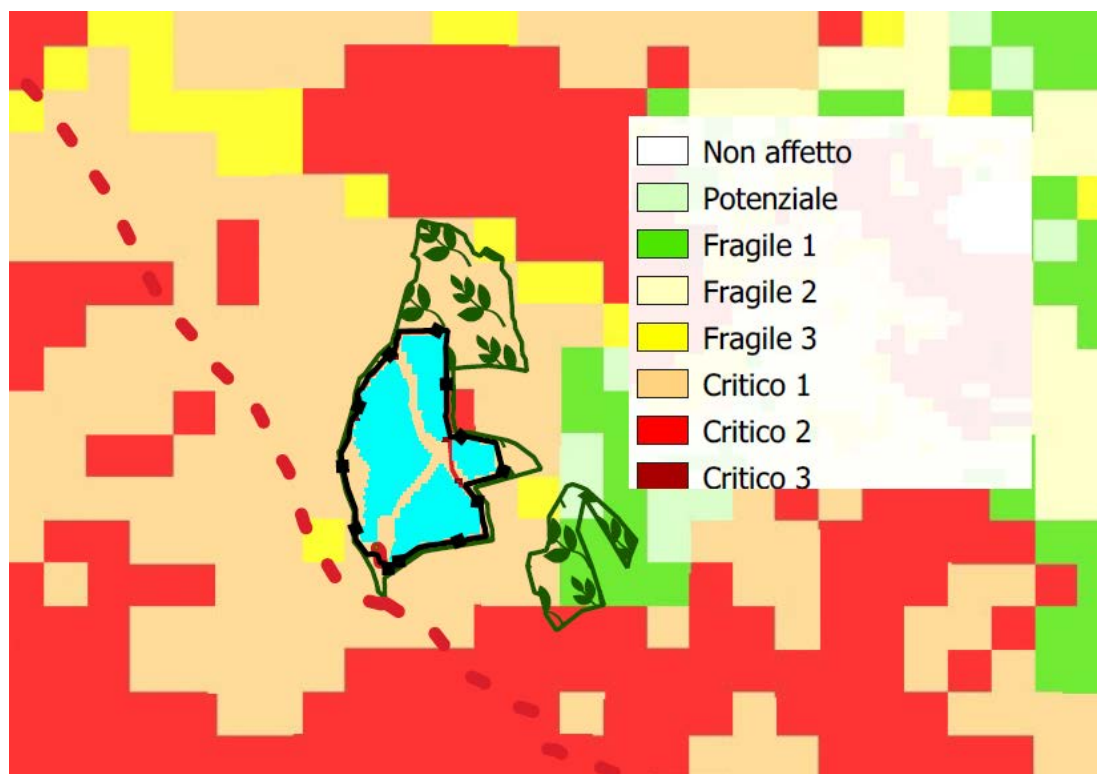 Non affetto
Potenziale
Fragile 1
Fragile 2
Fragile 3
Critico 1
Critico 2
Critico 3